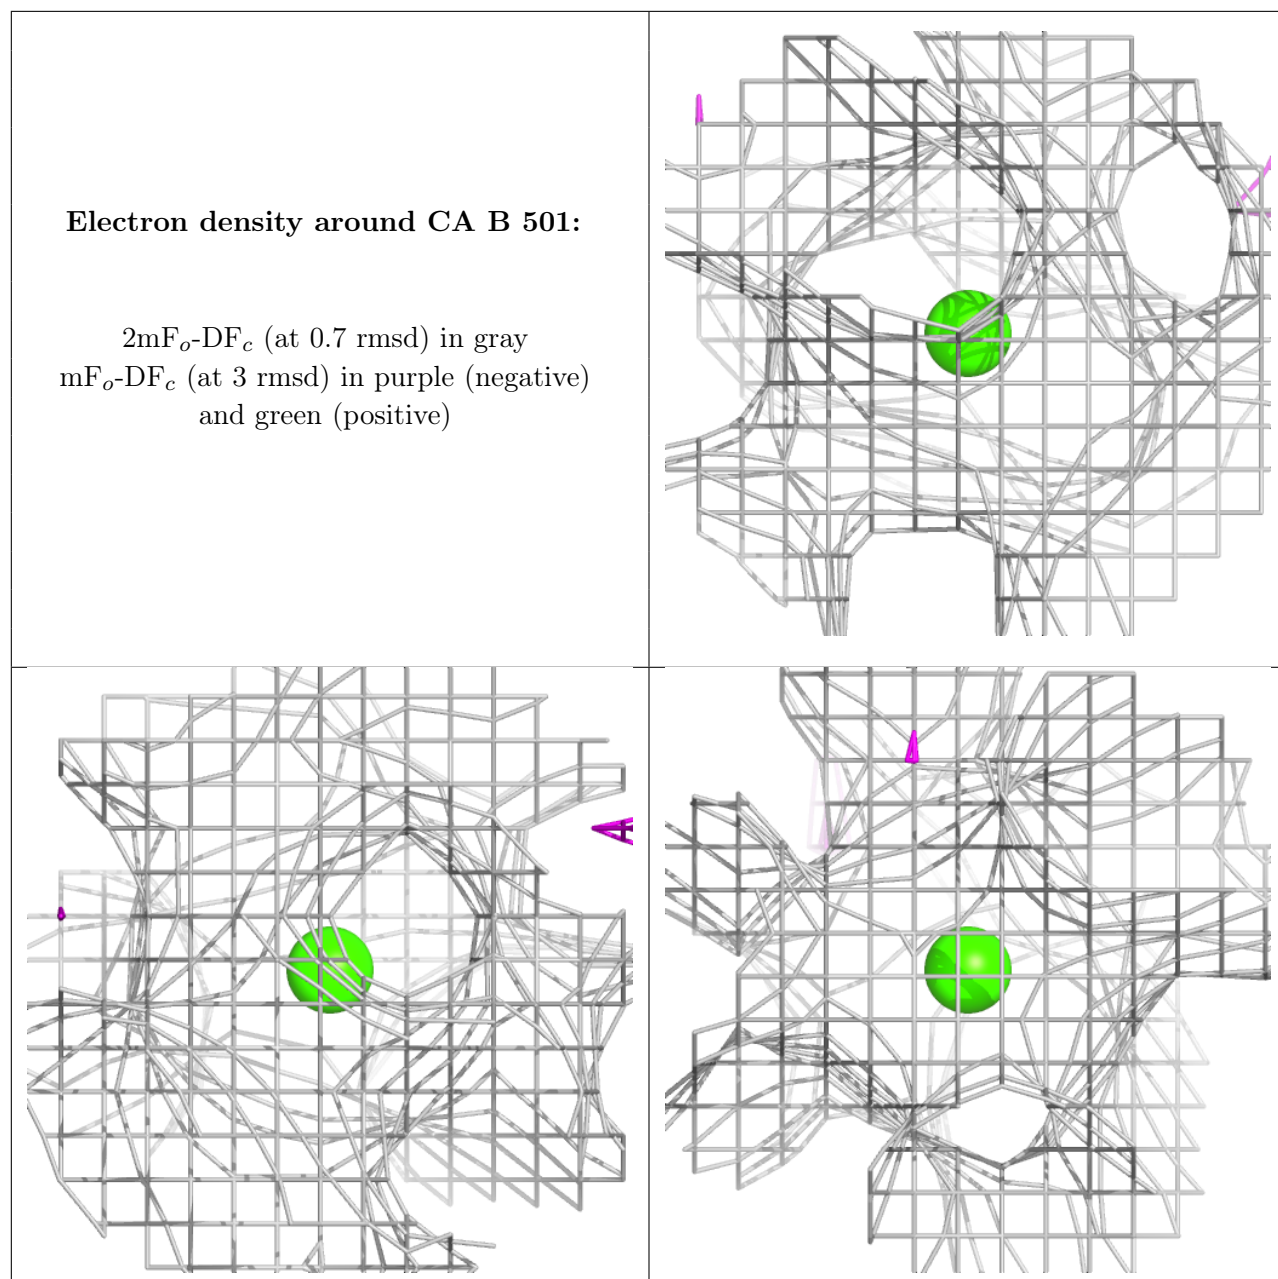 Electron density around CA B 501:
2mFo-DFc (at 0.7 rmsd) in gray
mFo-DFc (at 3 rmsd) in purple (negative)
and green (positive)